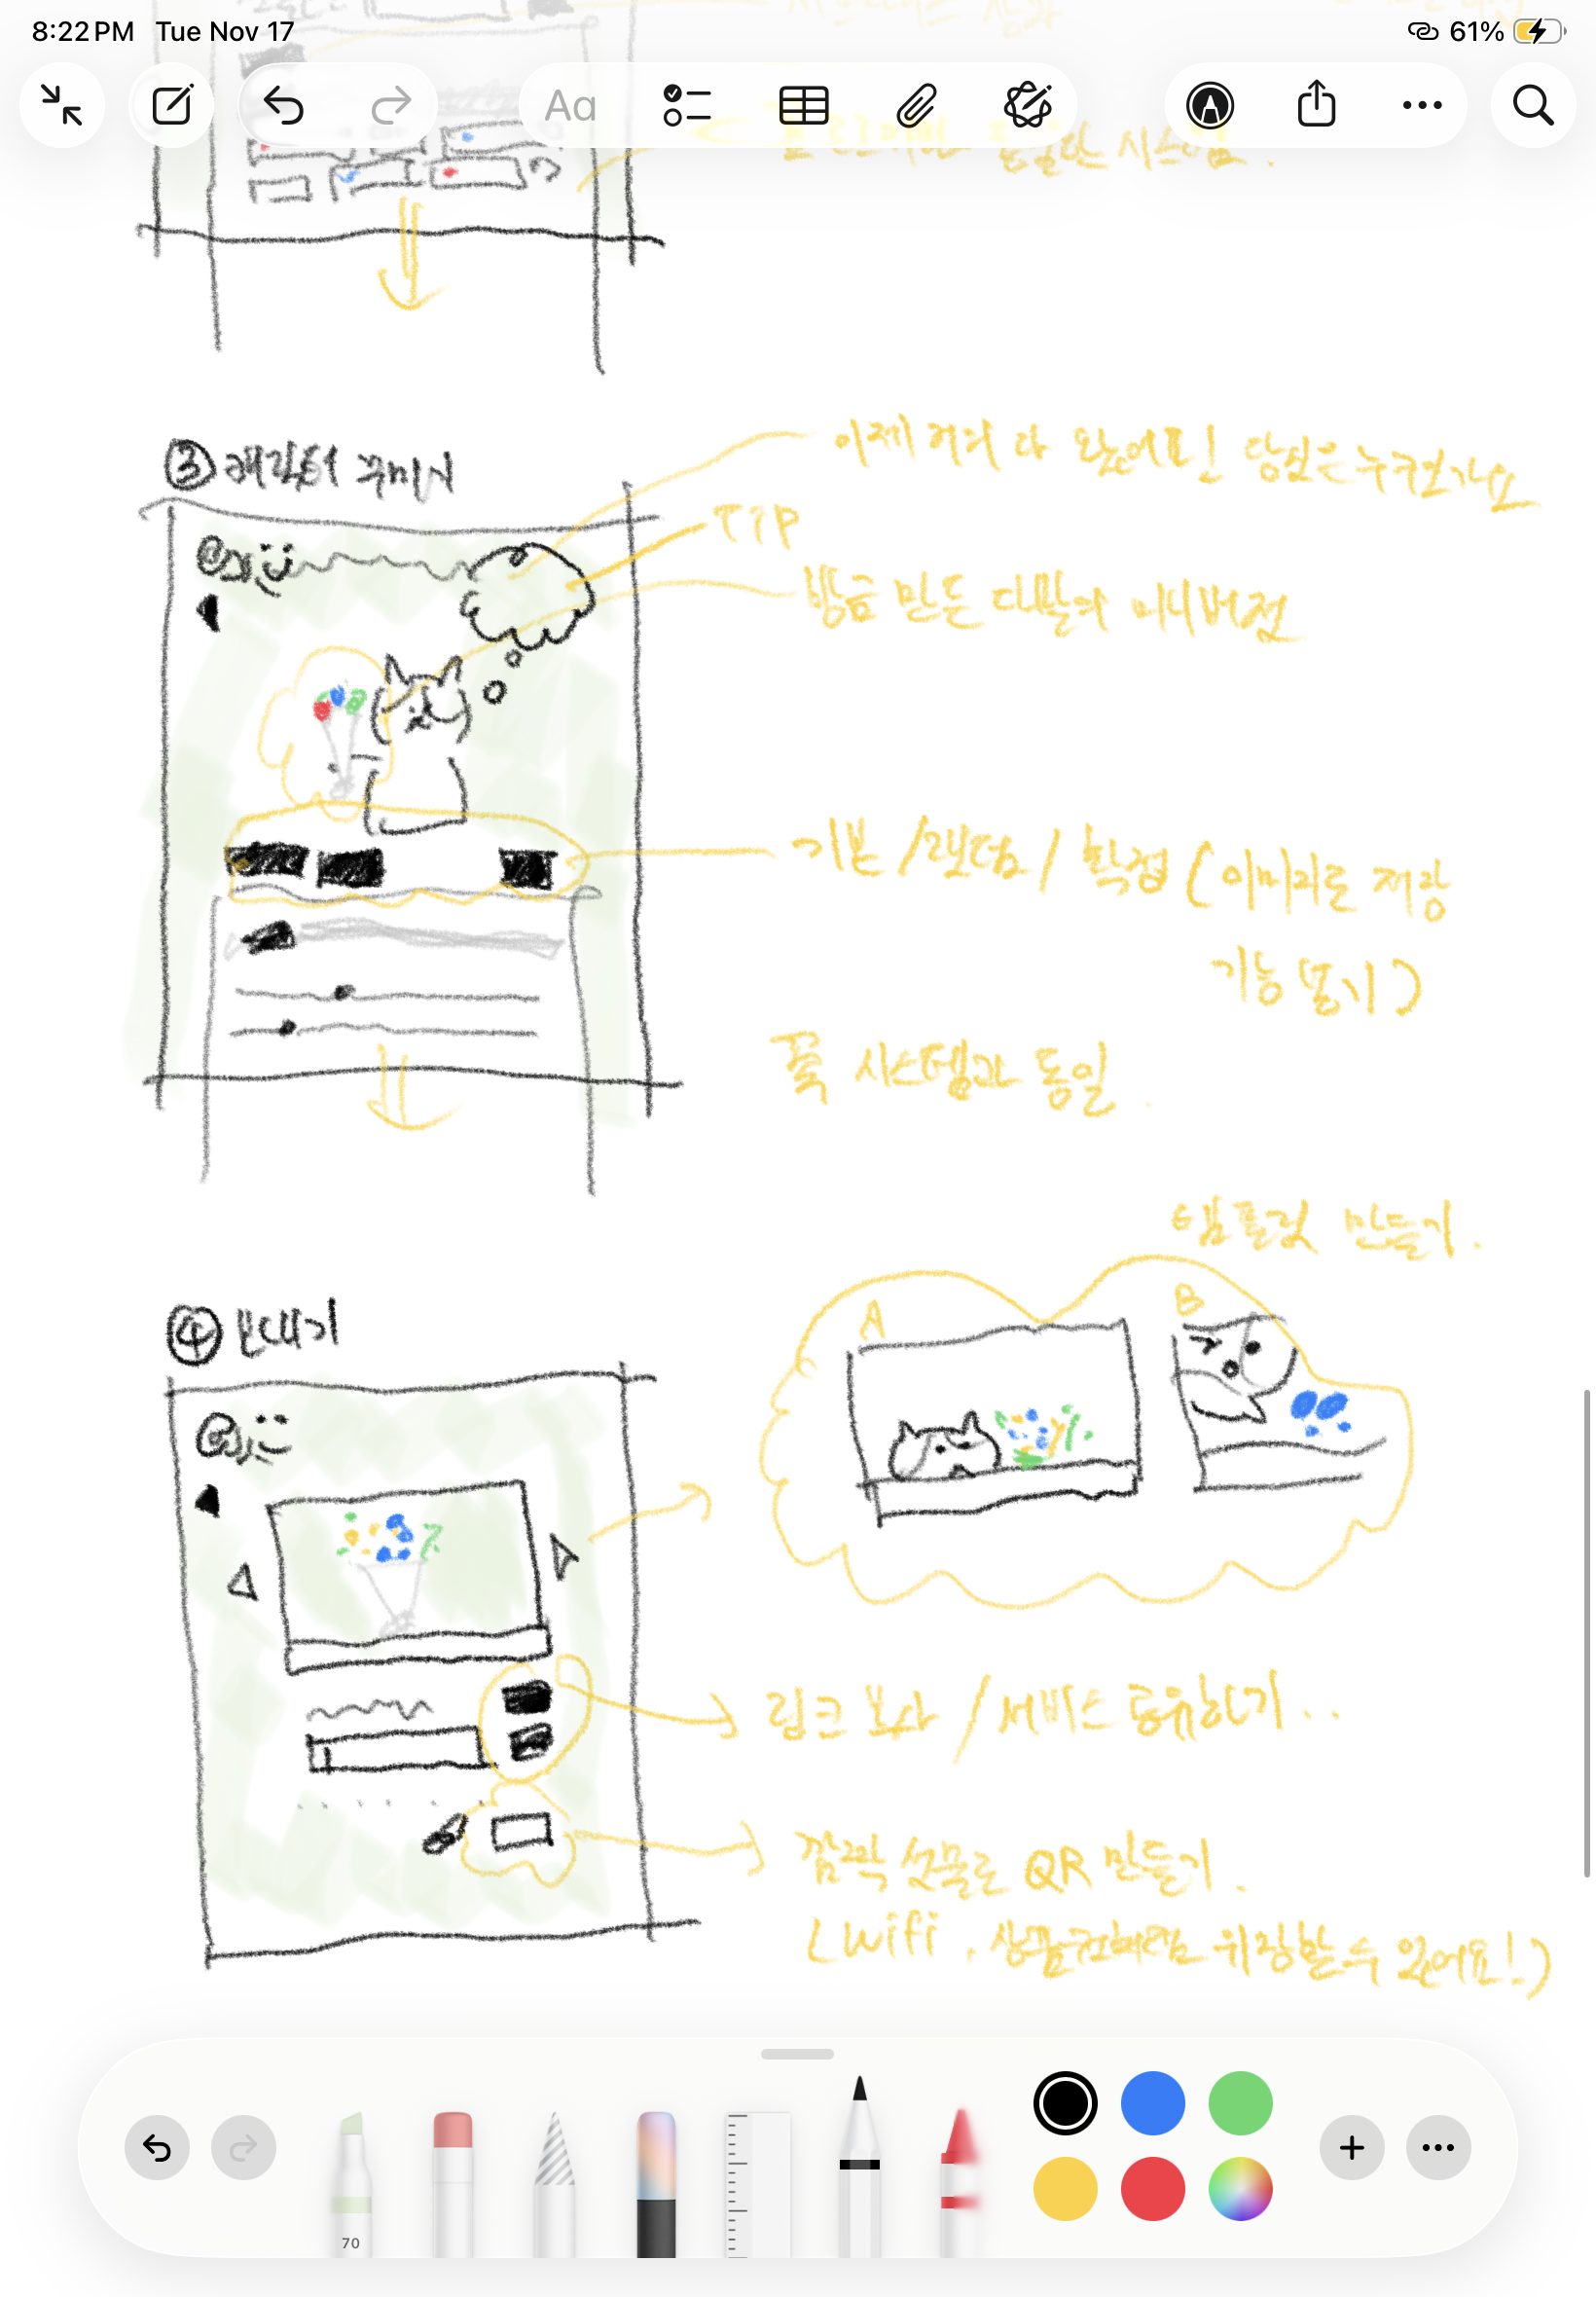 8:22 PM Tue Nov 17
61%
Aa
시스템.
③ 캐릭터 꾸미기
이제 거의 다 왔어요! 당신은 누구인가요
TIP
방금 만든 다발의 미니버전
기본 / 랜덤 / 확정 (이미지로 저장
기능 넣기)
꽃 시스템과 동일.
템플릿 만들기.
④ 보내기
A
B
링크 복사 / 서비스 공유하기..
깜짝 선물로 QR 만들기.
(Wifi, 상품권처럼 위장할 수 있어요!)
70